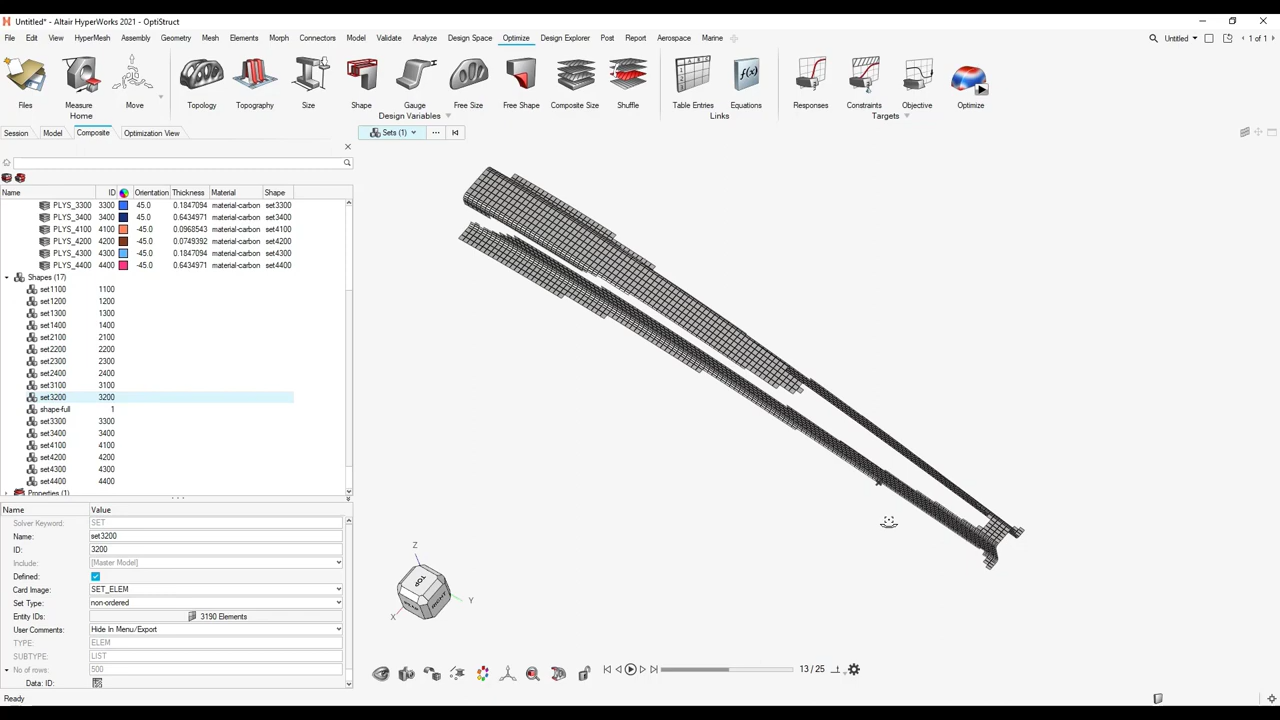 Untitled* - Altair HyperWorks 2021 - OptiStruct
File Edit View HyperMesh Assembly Geometry Mesh Elements Morph Connectors Model Validate Analyze Design Space Optimize Design Explorer Post Report Aerospace Marine Untitled 1 of 1
Files Measure Move Topology Topography Size Shape Gauge Free Size Free Shape Composite Size Shuffle Table Entries Equations Responses Constraints Objective Optimize
Home Design Variables Links Targets
Session Model Composite Optimization View Sets (1)
Name ID Orientation Thickness Material Shape
PLYS_3300 3300 45.0 0.1847094 material-carbon set3300
PLYS_3400 3400 45.0 0.6434971 material-carbon set3400
PLYS_4100 4100 -45.0 0.0968543 material-carbon set4100
PLYS_4200 4200 -45.0 0.0749392 material-carbon set4200
PLYS_4300 4300 -45.0 0.1847094 material-carbon set4300
PLYS_4400 4400 -45.0 0.6434971 material-carbon set4400
Shapes (17)
set1100 1100
set1200 1200
set1300 1300
set1400 1400
set2100 2100
set2200 2200
set2300 2300
set2400 2400
set3100 3100
set3200 3200
shape-full 1
set3300 3300
set3400 3400
set4100 4100
set4200 4200
set4300 4300
set4400 4400
Properties (1)
Name Value
Solver Keyword: SET
Name: set3200
ID: 3200
Include: [Master Model]
Defined:
Card Image: SET_ELEM
Set Type: non-ordered
Entity IDs: 3190 Elements
User Comments: Hide In Menu/Export
TYPE: ELEM
SUBTYPE: LIST
No of rows: 500
Data: ID:
Z
TOP
RIGHT
Y
X
13 / 25
Ready